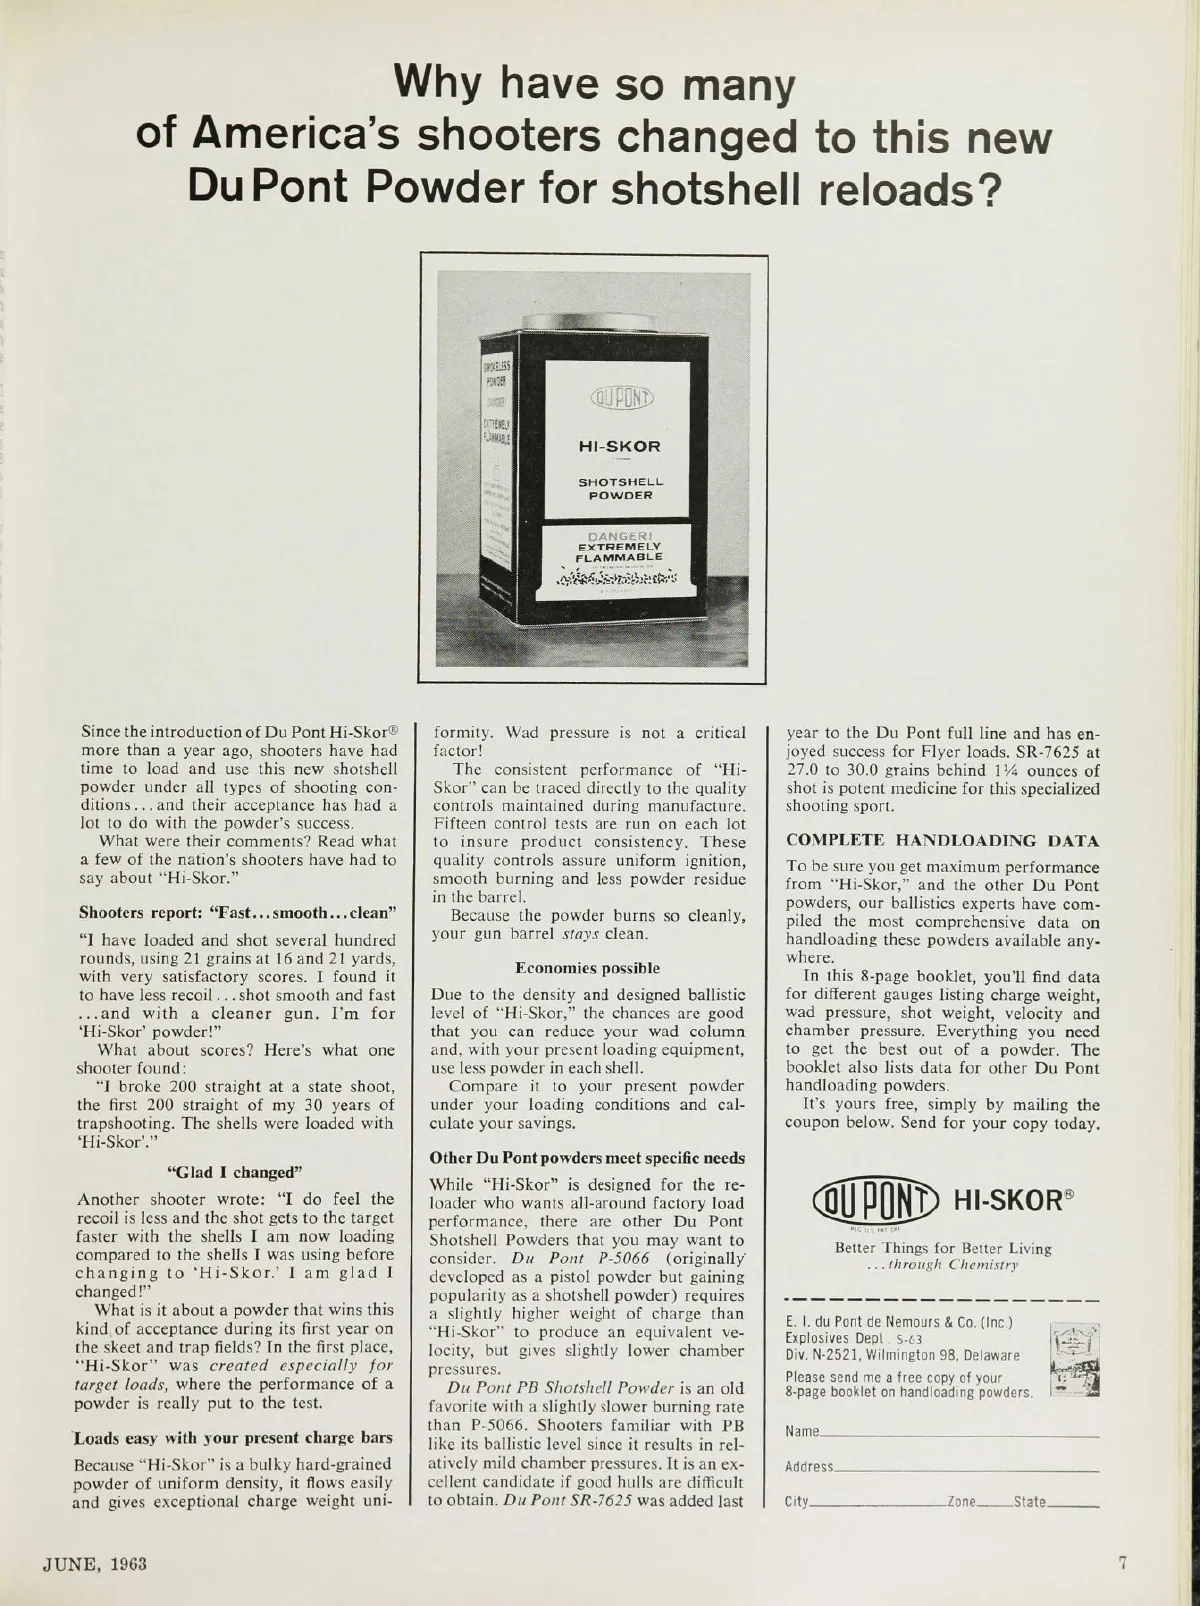 Why have so many
of America's shooters changed to this new
Du Pont Powder for shotshell reloads?
SMOKELESS
POWDER
DANGER!
EXTREMELY
FLAMMABLE
DUPONT
HI-SKOR
SHOTSHELL
POWDER
DANGER!
EXTREMELY
FLAMMABLE
Since the introduction of Du Pont Hi-Skor®
more than a year ago, shooters have had
time to load and use this new shotshell
powder under all types of shooting con-
ditions...and their acceptance has had a
lot to do with the powder's success.
What were their comments? Read what
a few of the nation's shooters have had to
say about "Hi-Skor."
Shooters report: "Fast...smooth...clean"
"I have loaded and shot several hundred
rounds, using 21 grains at 16 and 21 yards,
with very satisfactory scores. I found it
to have less recoil...shot smooth and fast
...and with a cleaner gun. I'm for
'Hi-Skor' powder!"
What about scores? Here's what one
shooter found:
"I broke 200 straight at a state shoot,
the first 200 straight of my 30 years of
trapshooting. The shells were loaded with
'Hi-Skor'."
"Glad I changed"
Another shooter wrote: "I do feel the
recoil is less and the shot gets to the target
faster with the shells I am now loading
compared to the shells I was using before
changing to 'Hi-Skor.' I am glad I
changed!"
What is it about a powder that wins this
kind of acceptance during its first year on
the skeet and trap fields? In the first place,
"Hi-Skor" was created especially for
target loads, where the performance of a
powder is really put to the test.
Loads easy with your present charge bars
Because "Hi-Skor" is a bulky hard-grained
powder of uniform density, it flows easily
and gives exceptional charge weight uni-
formity. Wad pressure is not a critical
factor!
The consistent performance of "Hi-
Skor" can be traced directly to the quality
controls maintained during manufacture.
Fifteen control tests are run on each lot
to insure product consistency. These
quality controls assure uniform ignition,
smooth burning and less powder residue
in the barrel.
Because the powder burns so cleanly,
your gun barrel stays clean.
Economies possible
Due to the density and designed ballistic
level of "Hi-Skor," the chances are good
that you can reduce your wad column
and, with your present loading equipment,
use less powder in each shell.
Compare it to your present powder
under your loading conditions and cal-
culate your savings.
Other Du Pont powders meet specific needs
While "Hi-Skor" is designed for the re-
loader who wants all-around factory load
performance, there are other Du Pont
Shotshell Powders that you may want to
consider. Du Pont P-5066 (originally
developed as a pistol powder but gaining
popularity as a shotshell powder) requires
a slightly higher weight of charge than
"Hi-Skor" to produce an equivalent ve-
locity, but gives slightly lower chamber
pressures.
Du Pont PB Shotshell Powder is an old
favorite with a slightly slower burning rate
than P-5066. Shooters familiar with PB
like its ballistic level since it results in rel-
atively mild chamber pressures. It is an ex-
cellent candidate if good hulls are difficult
to obtain. Du Pont SR-7625 was added last
year to the Du Pont full line and has en-
joyed success for Flyer loads. SR-7625 at
27.0 to 30.0 grains behind 1¼ ounces of
shot is potent medicine for this specialized
shooting sport.
COMPLETE HANDLOADING DATA
To be sure you get maximum performance
from "Hi-Skor," and the other Du Pont
powders, our ballistics experts have com-
piled the most comprehensive data on
handloading these powders available any-
where.
In this 8-page booklet, you'll find data
for different gauges listing charge weight,
wad pressure, shot weight, velocity and
chamber pressure. Everything you need
to get the best out of a powder. The
booklet also lists data for other Du Pont
handloading powders.
It's yours free, simply by mailing the
coupon below. Send for your copy today.
DUPONT HI-SKOR®
REG. U.S. PAT. OFF.
Better Things for Better Living
...through Chemistry
E. I. du Pont de Nemours & Co. (Inc.)
Explosives Dept. S-63
Div. N-2521, Wilmington 98, Delaware
Please send me a free copy of your
8-page booklet on handloading powders.
Name
Address
City Zone State
JUNE, 1963
7